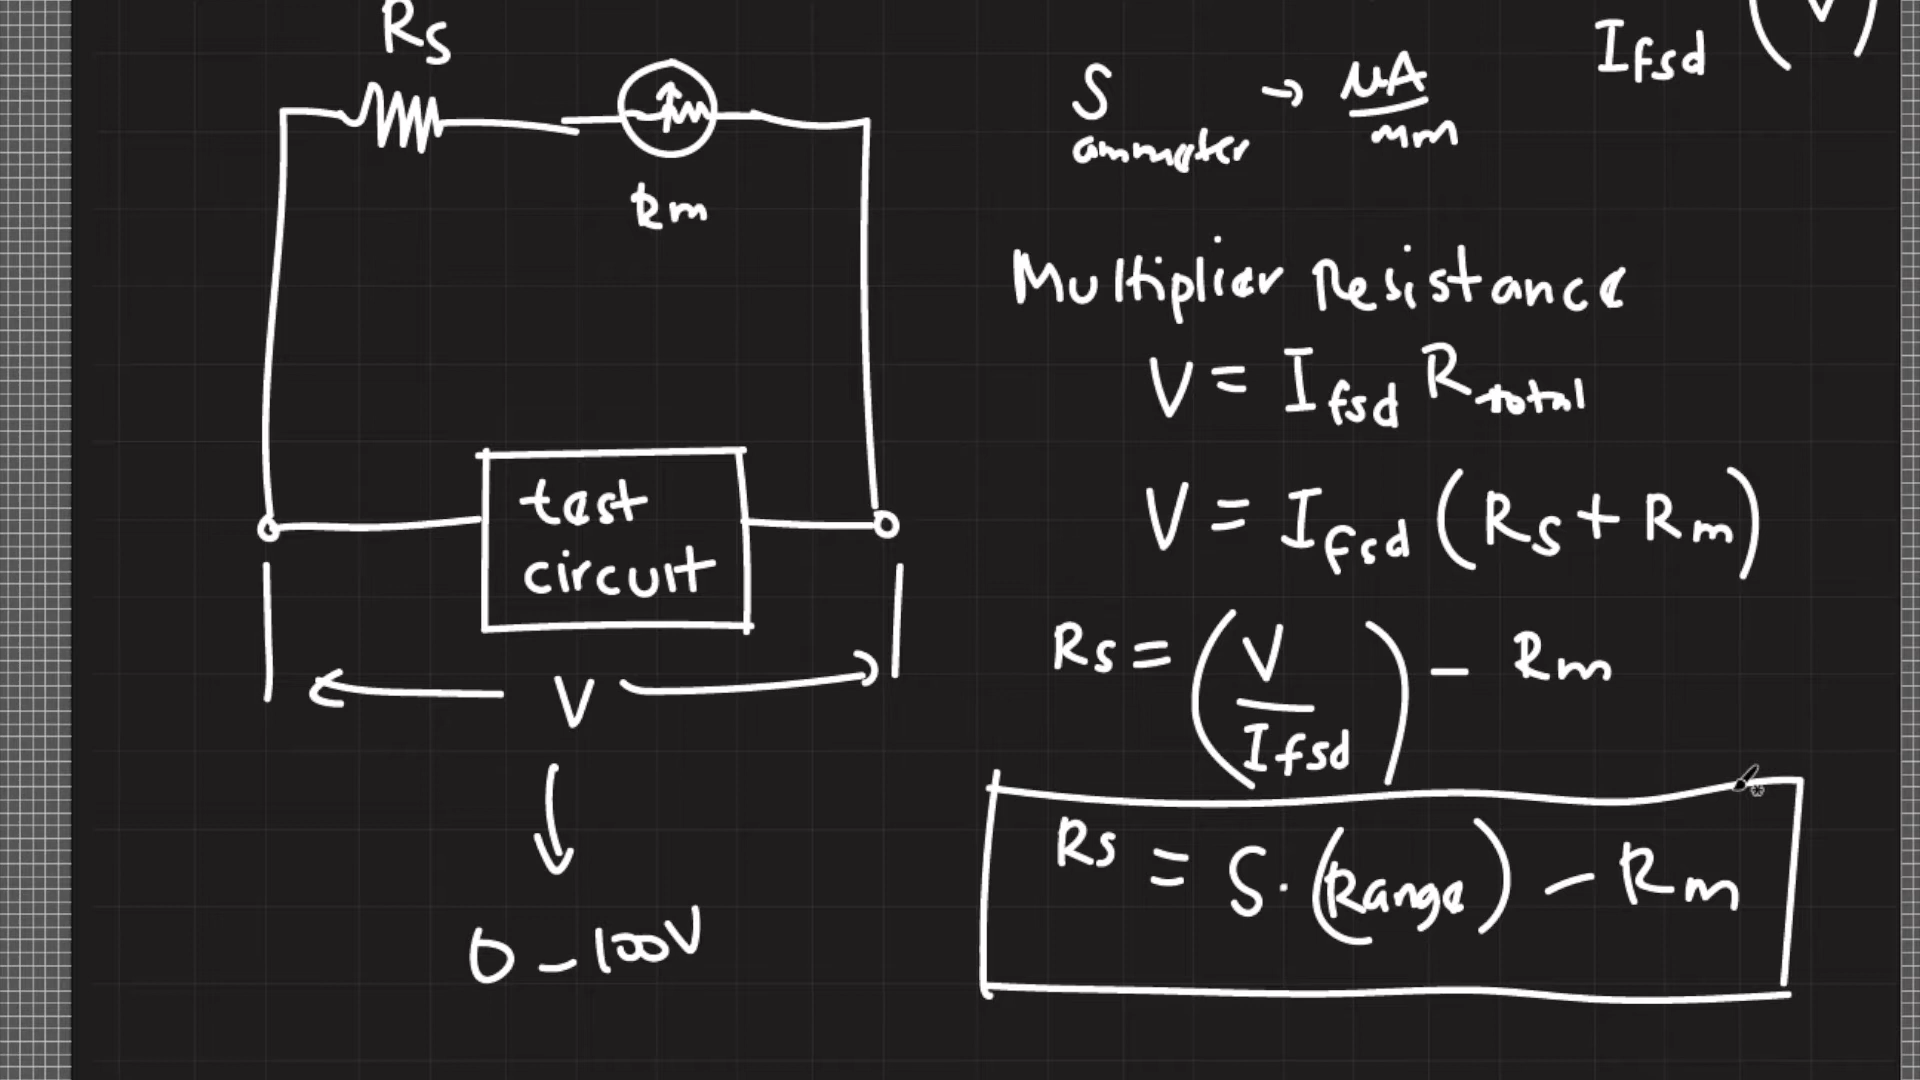 Rs
Rm
test
circuit
V
0 - 100V
Ifsd (V)
S ammeter → μA/mm
Multiplier Resistance
V = Ifsd Rtotal
V = Ifsd (Rs + Rm)
Rs = (V/Ifsd) - Rm
Rs = S. (Range) - Rm